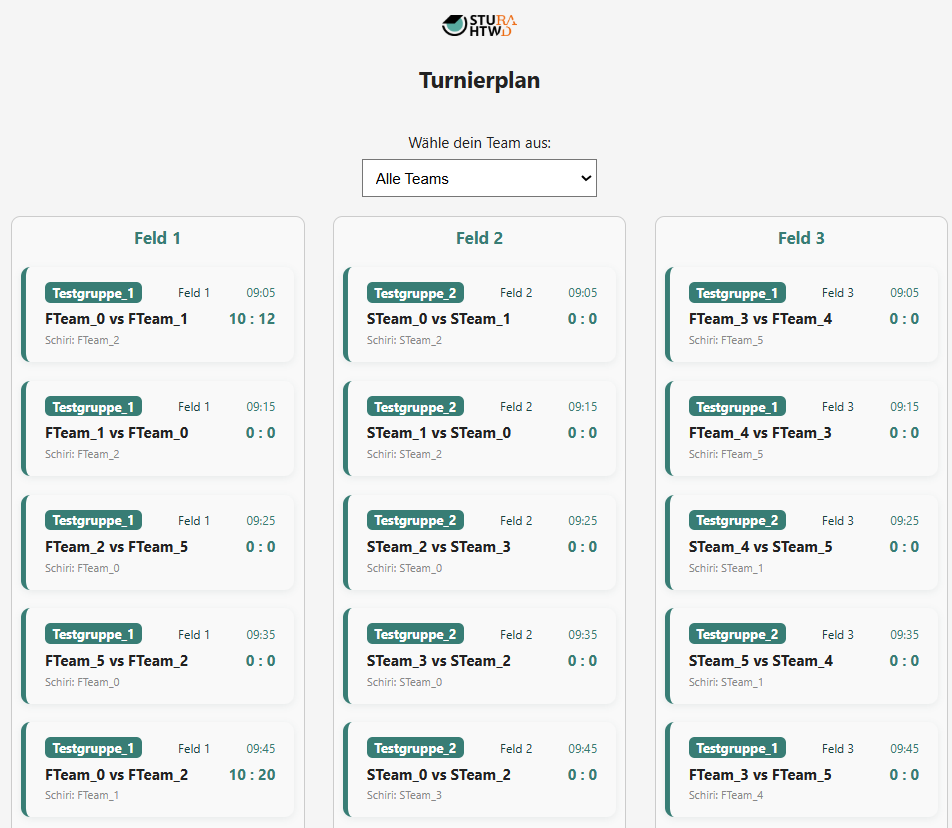 STURA
HTWD
Turnierplan
Wähle dein Team aus:
Alle Teams
Feld 1
Testgruppe_1 Feld 1 09:05
FTeam_0 vs FTeam_1 10 : 12
Schiri: FTeam_2
Testgruppe_1 Feld 1 09:15
FTeam_1 vs FTeam_0 0 : 0
Schiri: FTeam_2
Testgruppe_1 Feld 1 09:25
FTeam_2 vs FTeam_5 0 : 0
Schiri: FTeam_0
Testgruppe_1 Feld 1 09:35
FTeam_5 vs FTeam_2 0 : 0
Schiri: FTeam_0
Testgruppe_1 Feld 1 09:45
FTeam_0 vs FTeam_2 10 : 20
Schiri: FTeam_1
Feld 2
Testgruppe_2 Feld 2 09:05
STeam_0 vs STeam_1 0 : 0
Schiri: STeam_2
Testgruppe_2 Feld 2 09:15
STeam_1 vs STeam_0 0 : 0
Schiri: STeam_2
Testgruppe_2 Feld 2 09:25
STeam_2 vs STeam_3 0 : 0
Schiri: STeam_0
Testgruppe_2 Feld 2 09:35
STeam_3 vs STeam_2 0 : 0
Schiri: STeam_0
Testgruppe_2 Feld 2 09:45
STeam_0 vs STeam_2 0 : 0
Schiri: STeam_3
Feld 3
Testgruppe_1 Feld 3 09:05
FTeam_3 vs FTeam_4 0 : 0
Schiri: FTeam_5
Testgruppe_1 Feld 3 09:15
FTeam_4 vs FTeam_3 0 : 0
Schiri: FTeam_5
Testgruppe_2 Feld 3 09:25
STeam_4 vs STeam_5 0 : 0
Schiri: STeam_1
Testgruppe_2 Feld 3 09:35
STeam_5 vs STeam_4 0 : 0
Schiri: STeam_1
Testgruppe_1 Feld 3 09:45
FTeam_3 vs FTeam_5 0 : 0
Schiri: FTeam_4